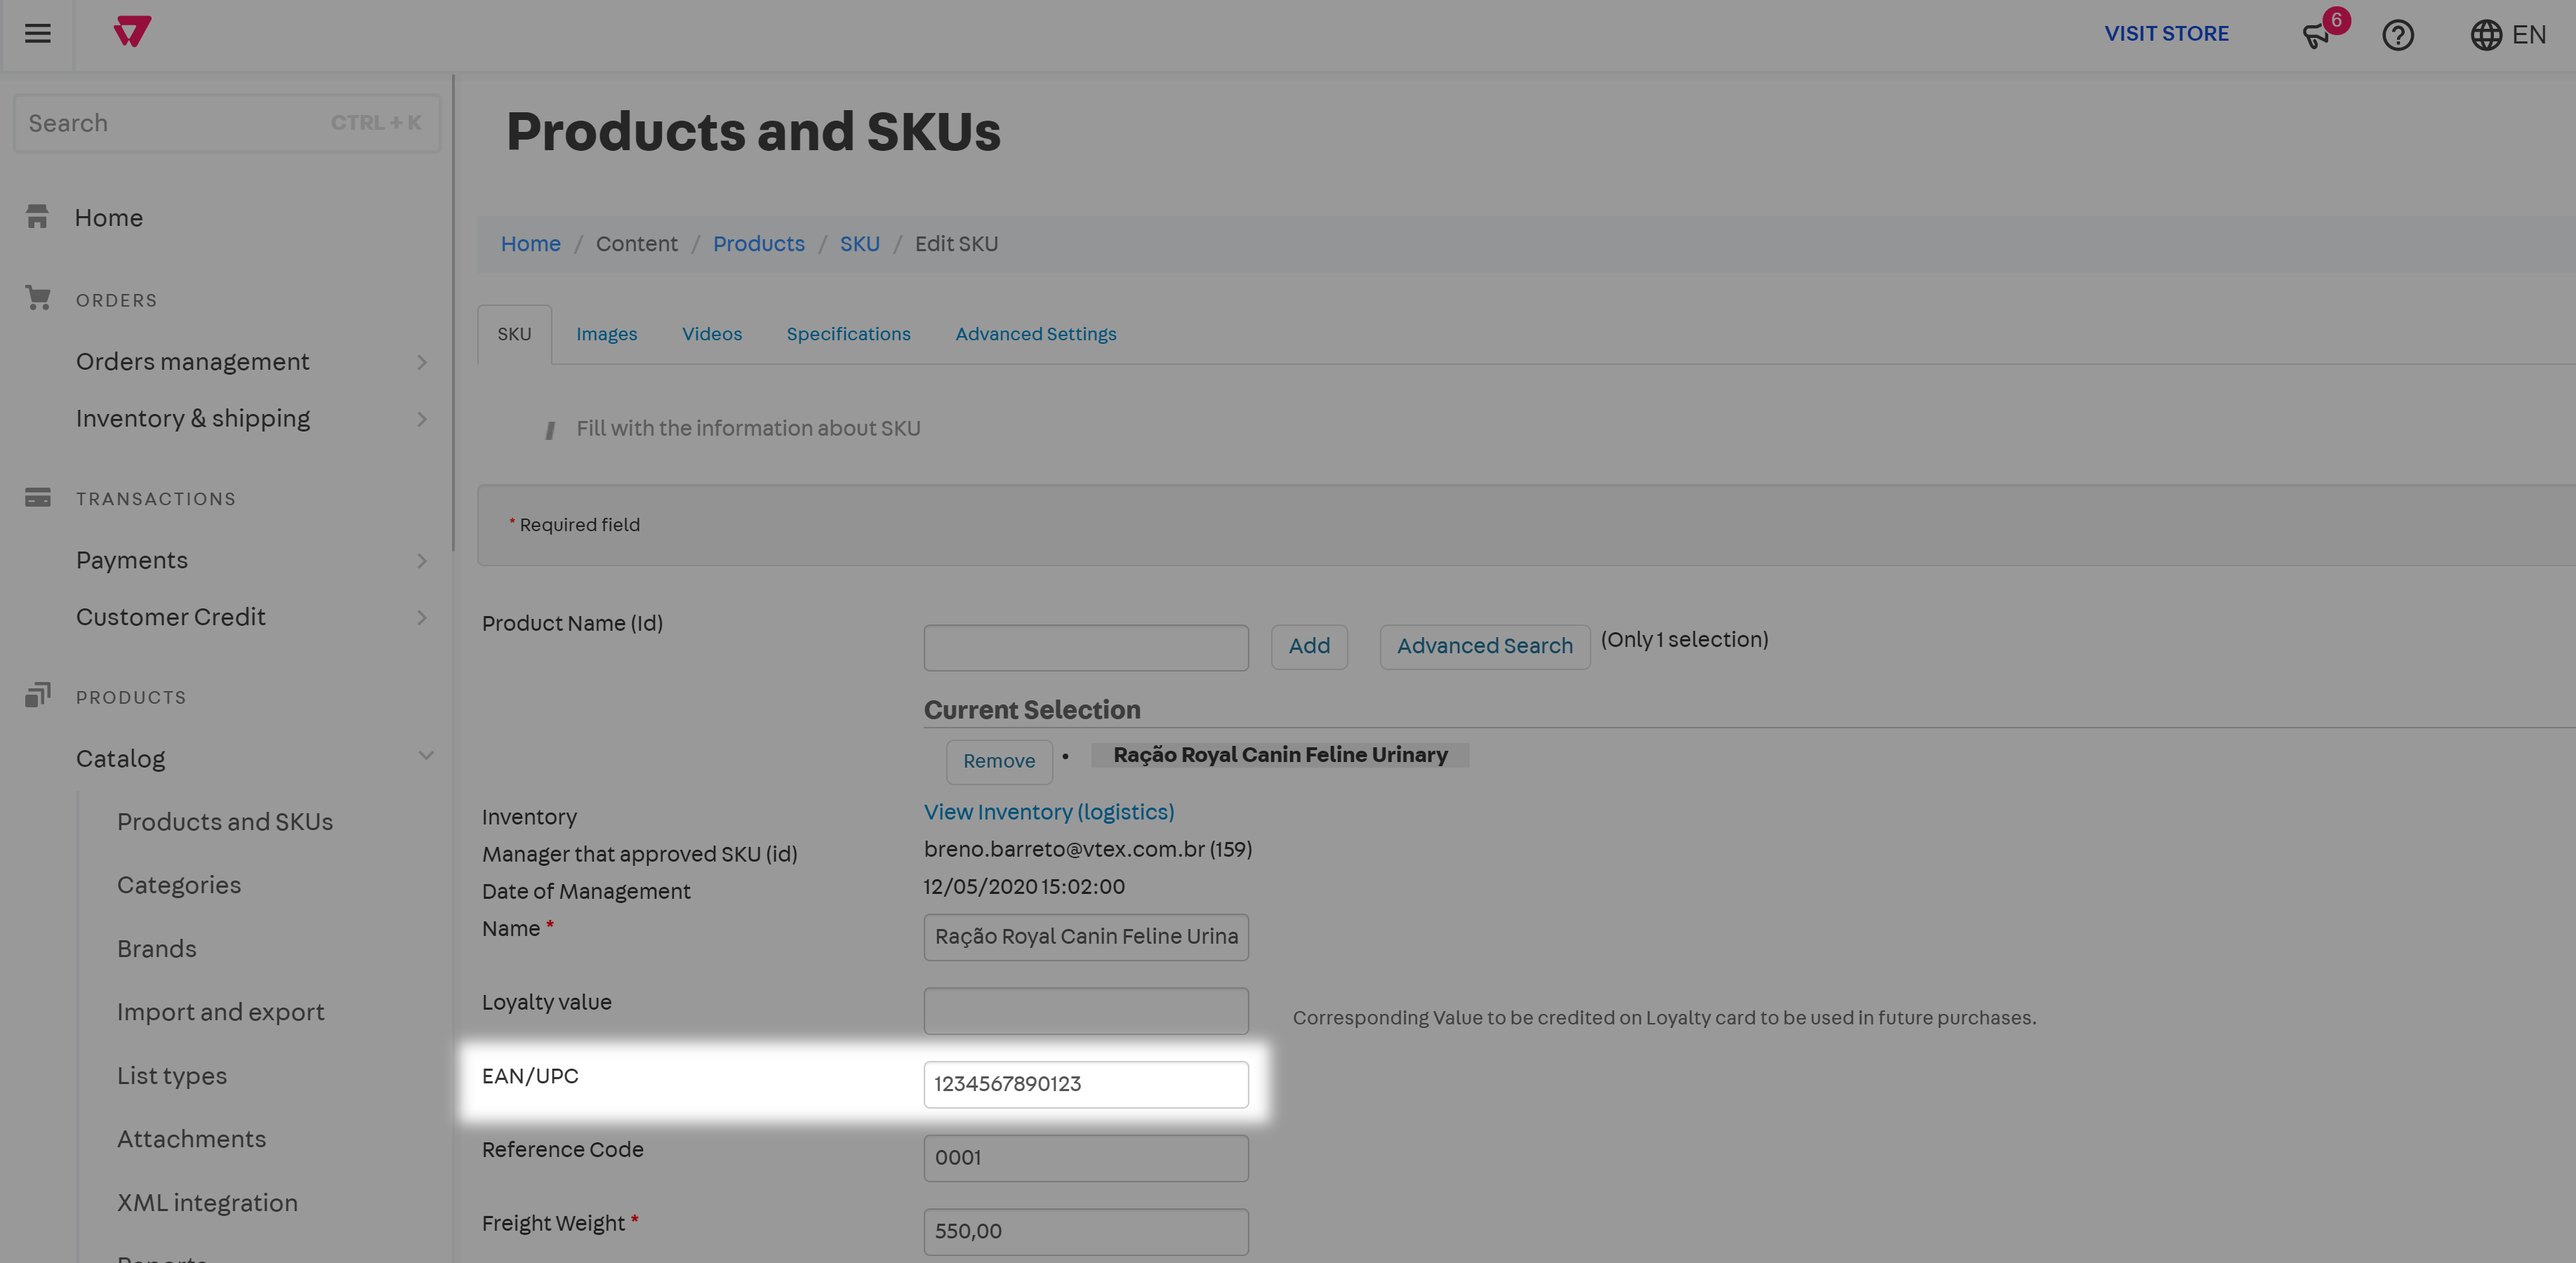 VISIT STORE
6
EN
Search CTRL + K
Home
ORDERS
Orders management
Inventory & shipping
TRANSACTIONS
Payments
Customer Credit
PRODUCTS
Catalog
Products and SKUs
Categories
Brands
Import and export
List types
Attachments
XML integration
Reports
Products and SKUs
Home / Content / Products / SKU / Edit SKU
SKU Images Videos Specifications Advanced Settings
Fill with the information about SKU
* Required field
Product Name (Id) Add Advanced Search (Only 1 selection)
Current Selection
Remove • Ração Royal Canin Feline Urinary
Inventory View Inventory (logistics)
Manager that approved SKU (id) breno.barreto@vtex.com.br (159)
Date of Management 12/05/2020 15:02:00
Name * Ração Royal Canin Feline Urina
Loyalty value Corresponding Value to be credited on Loyalty card to be used in future purchases.
EAN/UPC 1234567890123
Reference Code 0001
Freight Weight * 550,00